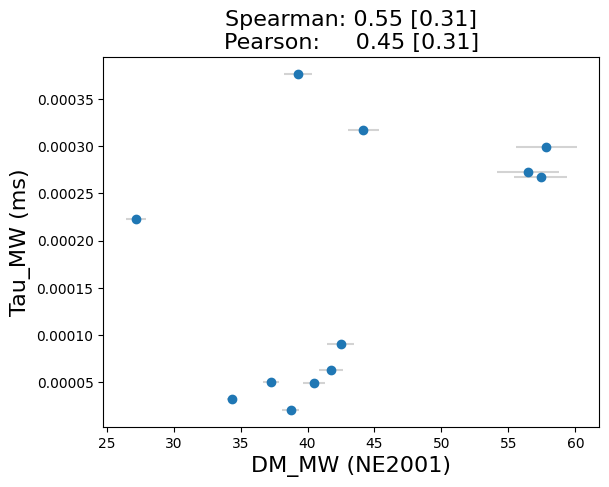 Spearman: 0.55 [0.31]
Pearson: 0.45 [0.31]
0.00035
0.00030
0.00025
0.00020
0.00015
0.00010
0.00005
Tau_MW (ms)
25 30 35 40 45 50 55 60
DM_MW (NE2001)